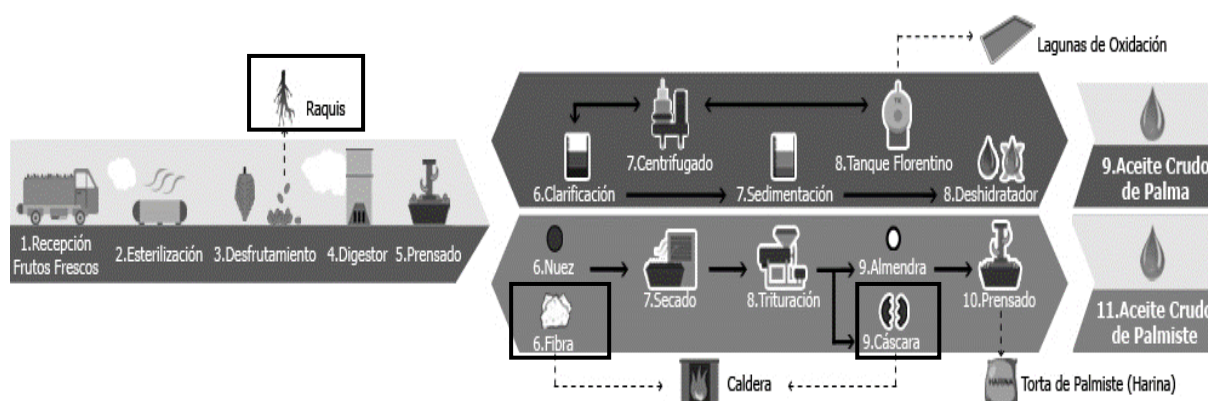 Raquis
1.Recepción
Frutos Frescos
2.Esterilización
3.Desfrutamiento
4.Digestor
5.Prensado
Lagunas de Oxidación
7.Centrifugado
TK
8.Tanque Florentino
6.Clarificación
7.Sedimentación
8.Deshidratador
9.Aceite Crudo
de Palma
6.Nuez
7.Secado
8.Trituración
9.Almendra
10.Prensado
6.Fibra
9.Cáscara
11.Aceite Crudo
de Palmiste
Caldera
HARINA
Torta de Palmiste (Harina)